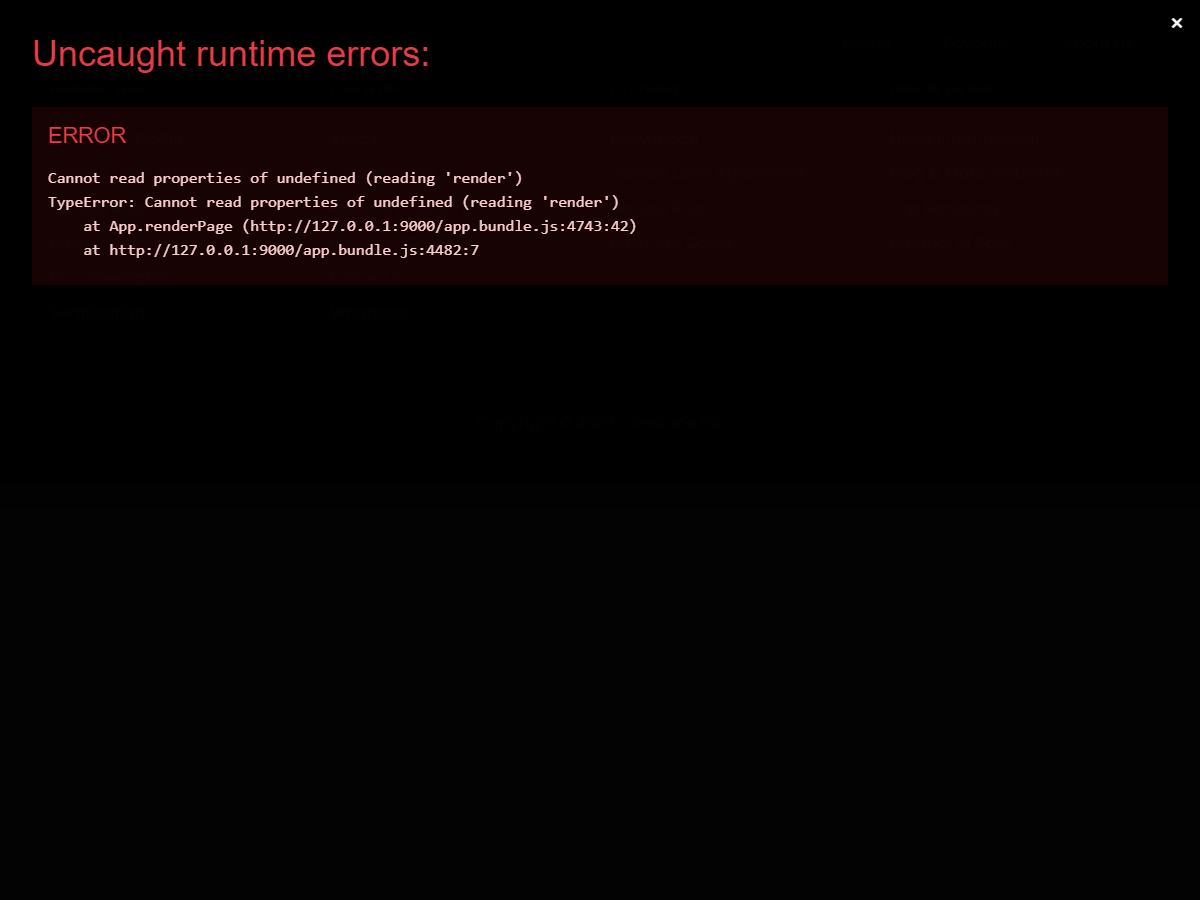 ×
Uncaught runtime errors:
ERROR
Cannot read properties of undefined (reading 'render')
TypeError: Cannot read properties of undefined (reading 'render')
    at App.renderPage (http://127.0.0.1:9000/app.bundle.js:4743:42)
    at http://127.0.0.1:9000/app.bundle.js:4482:7